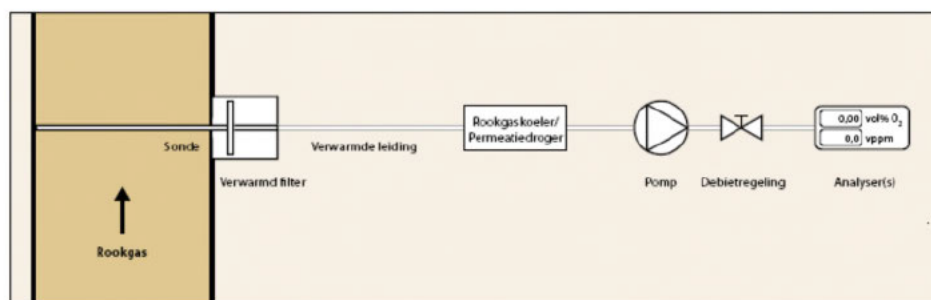 Rookgaskoeler/
Permeatiedroger
0,00 vol% O₂
0,0 vppm
Sonde
Verwarmde leiding
Verwarmd filter
Pomp
Debietregeling
Analyser(s)
Rookgas